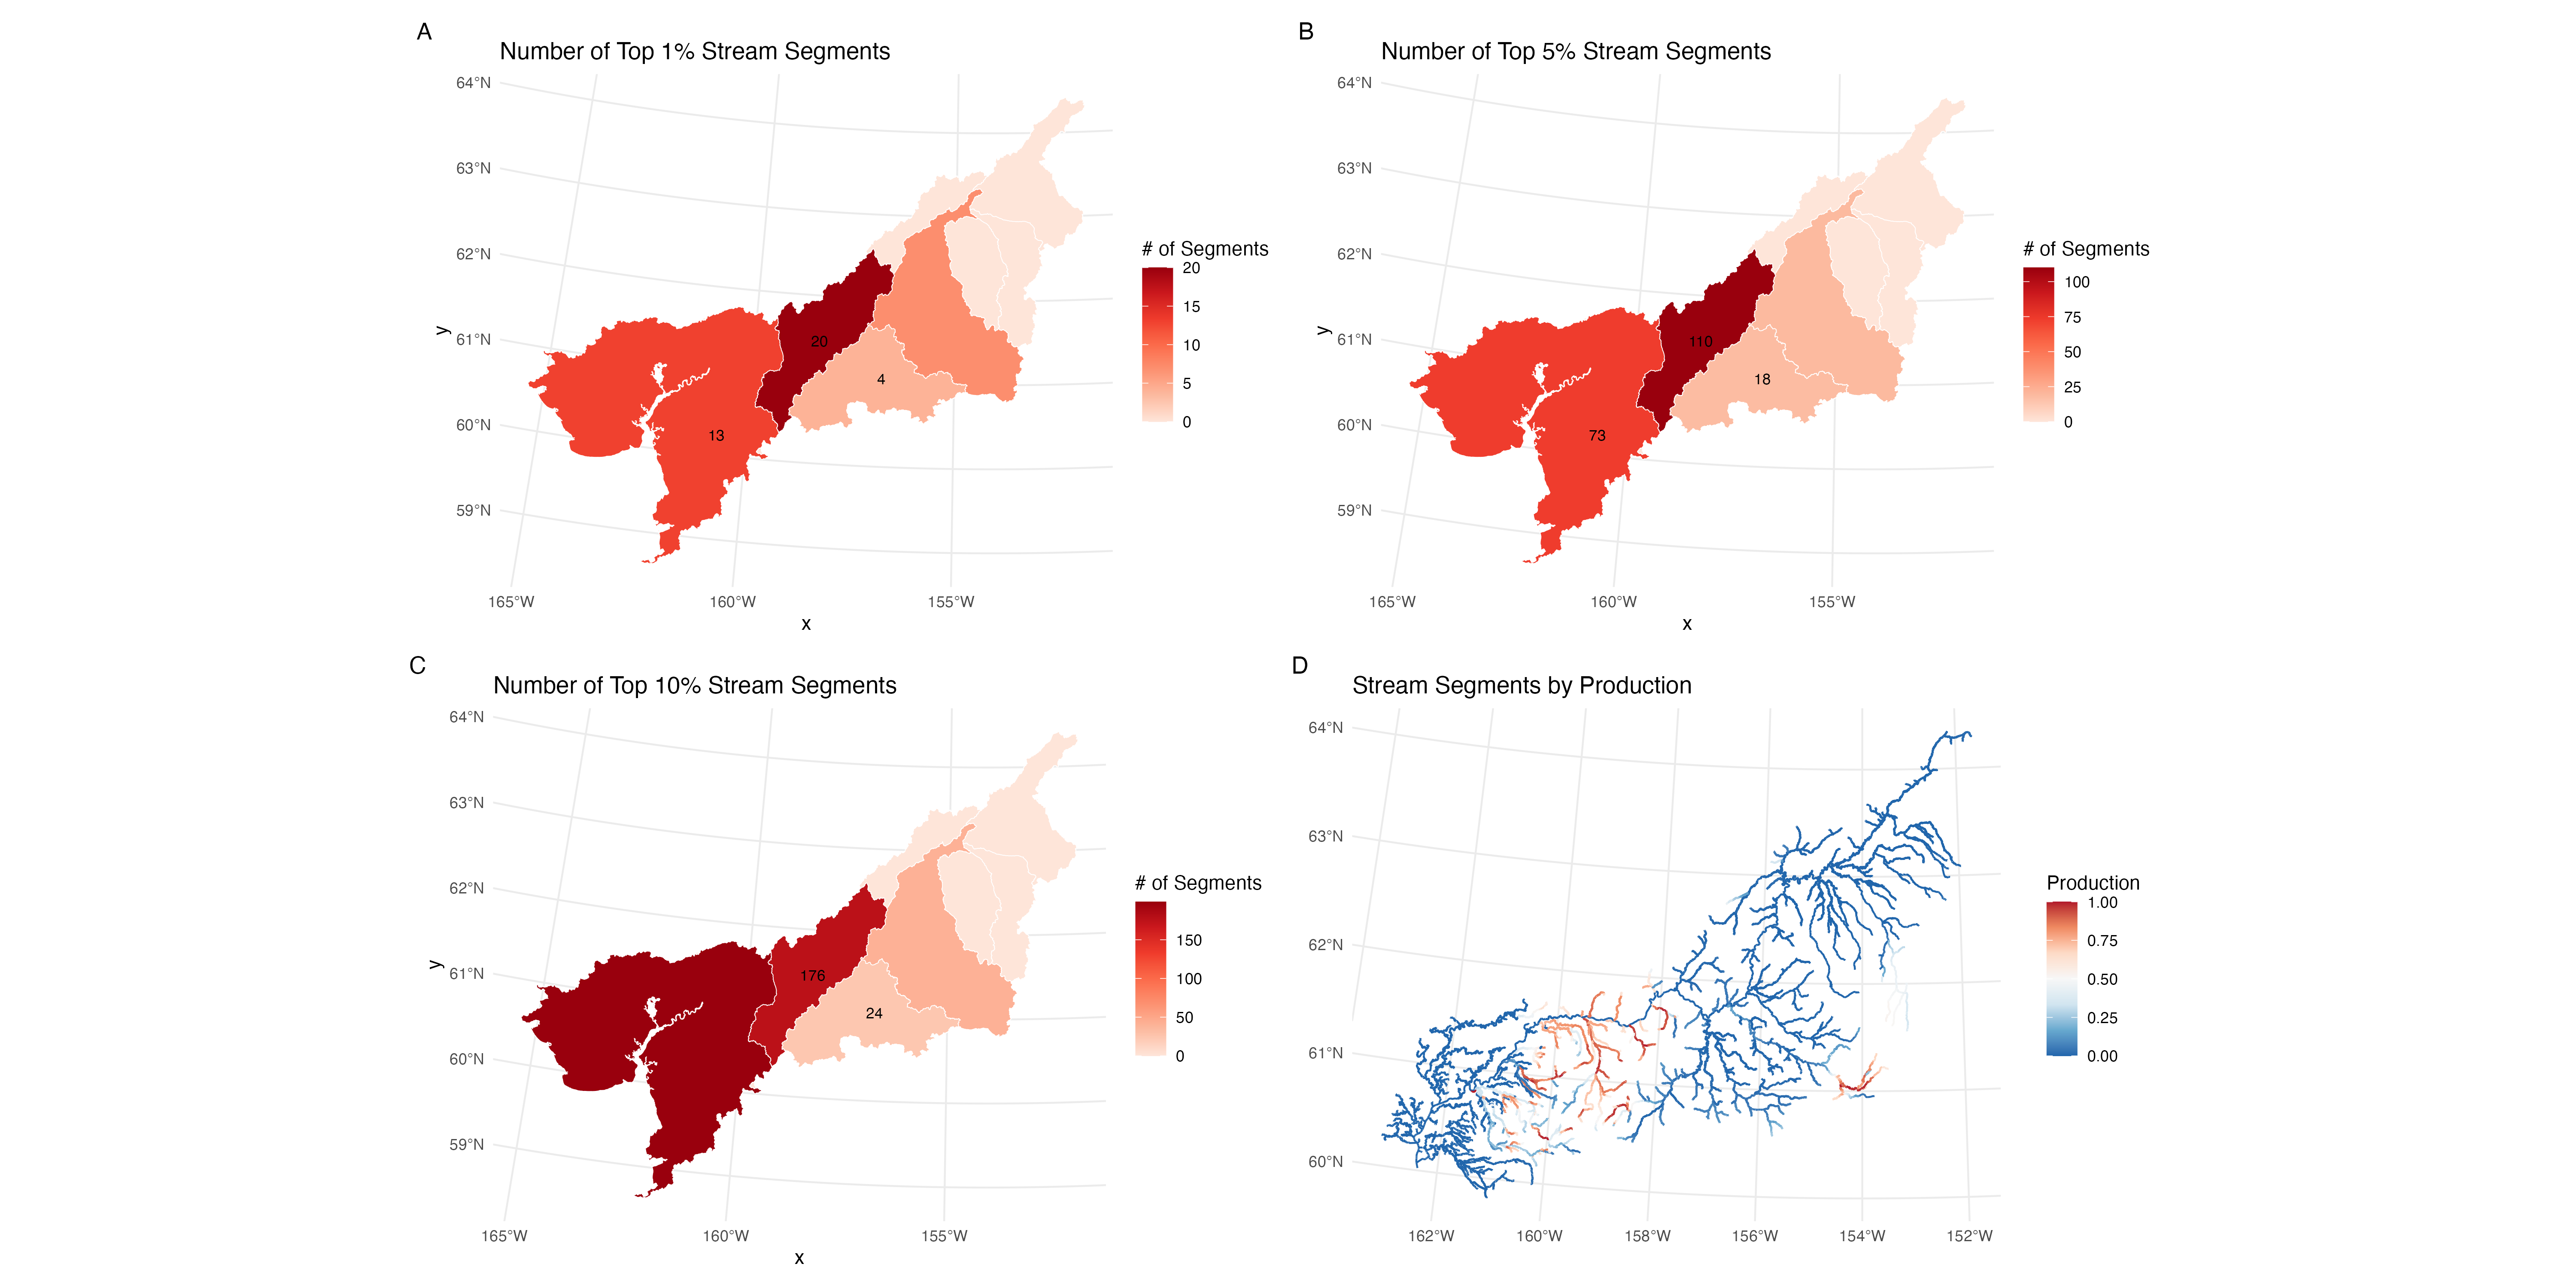 A
Number of Top 1% Stream Segments
64°N
63°N
62°N
61°N
60°N
59°N
y
20
4
13
165°W
160°W
155°W
x
# of Segments
20
15
10
5
0
B
Number of Top 5% Stream Segments
64°N
63°N
62°N
61°N
60°N
59°N
y
110
18
73
165°W
160°W
155°W
x
# of Segments
100
75
50
25
0
C
Number of Top 10% Stream Segments
64°N
63°N
62°N
61°N
60°N
59°N
y
176
24
165°W
160°W
155°W
x
# of Segments
150
100
50
0
D
Stream Segments by Production
64°N
63°N
62°N
61°N
60°N
162°W
160°W
158°W
156°W
154°W
152°W
Production
1.00
0.75
0.50
0.25
0.00